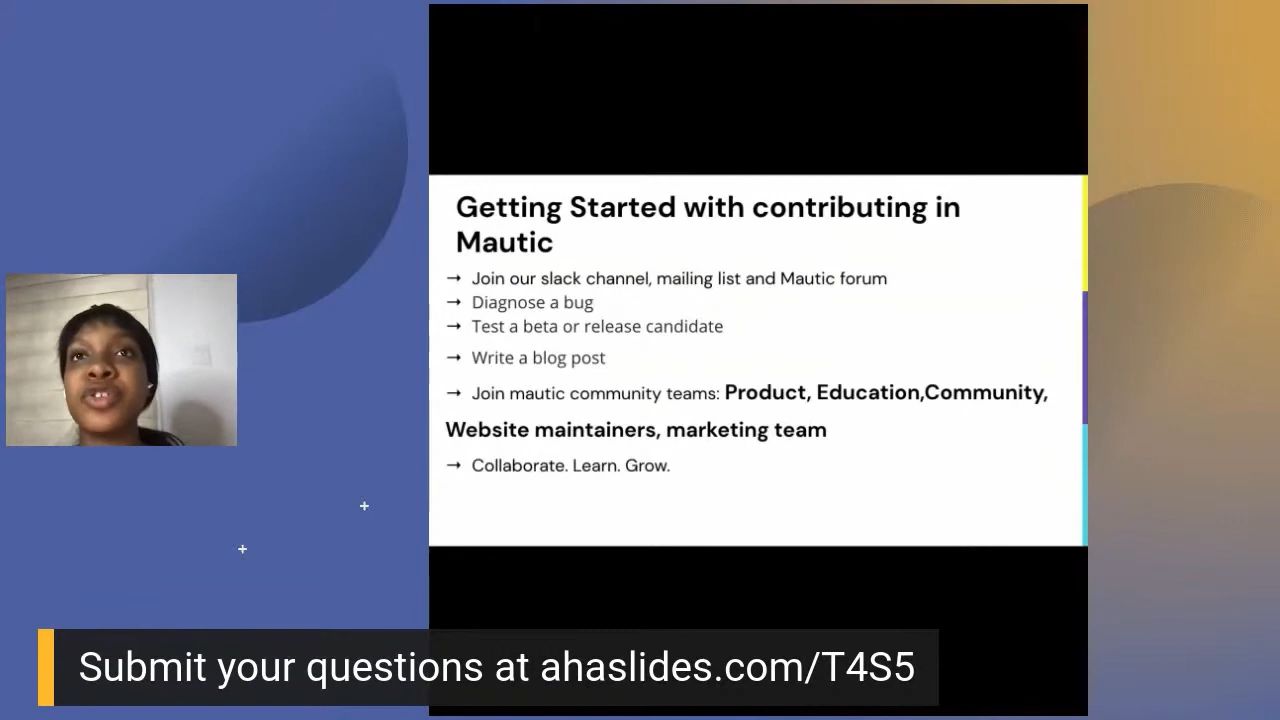 Getting Started with contributing in
Mautic
→ Join our slack channel, mailing list and Mautic forum
→ Diagnose a bug
→ Test a beta or release candidate
→ Write a blog post
→ Join mautic community teams: Product, Education,Community,
Website maintainers, marketing team
→ Collaborate. Learn. Grow.
Submit your questions at ahaslides.com/T4S5